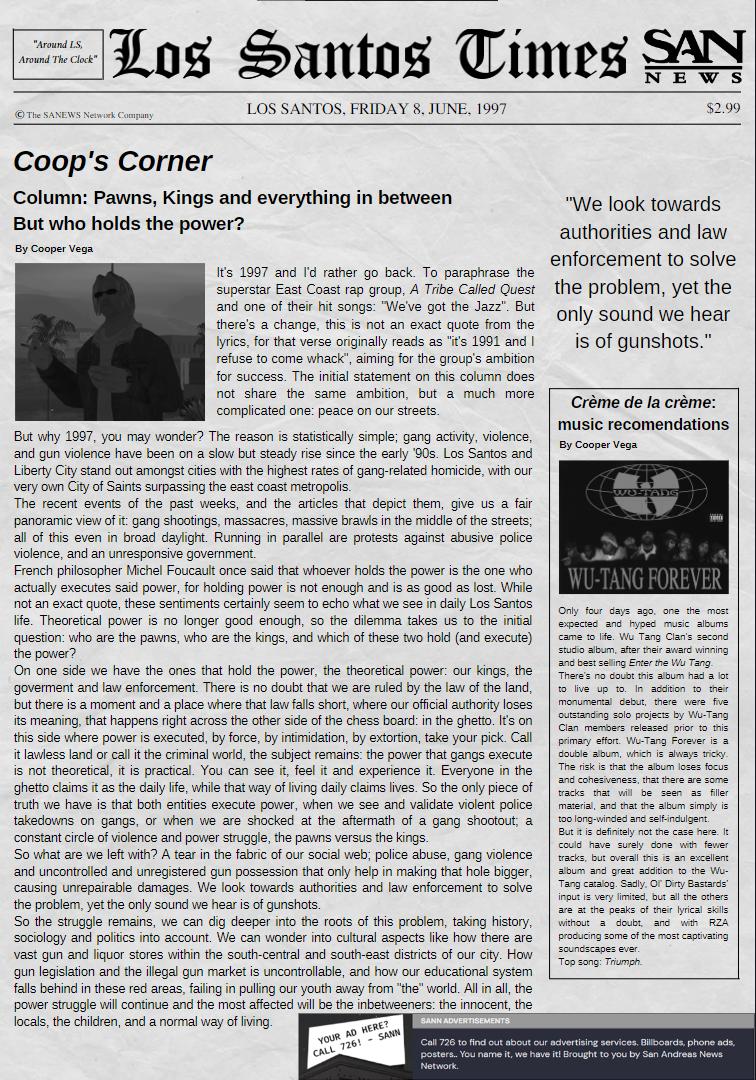 "Around LS,
Around The Clock"
Los Santos Times
SAN
NEWS
© The SANEWS Network Company
LOS SANTOS, FRIDAY 8, JUNE, 1997
$2.99
Coop's Corner
Column: Pawns, Kings and everything in between
But who holds the power?
By Cooper Vega
It's 1997 and I'd rather go back. To paraphrase the
superstar East Coast rap group, A Tribe Called Quest
and one of their hit songs: "We've got the Jazz". But
there's a change, this is not an exact quote from the
lyrics, for that verse originally reads as "it's 1991 and I
refuse to come whack", aiming for the group's ambition
for success. The initial statement on this column does
not share the same ambition, but a much more
complicated one: peace on our streets.
But why 1997, you may wonder? The reason is statistically simple; gang activity, violence,
and gun violence have been on a slow but steady rise since the early '90s. Los Santos and
Liberty City stand out amongst cities with the highest rates of gang-related homicide, with our
very own City of Saints surpassing the east coast metropolis.
The recent events of the past weeks, and the articles that depict them, give us a fair
panoramic view of it: gang shootings, massacres, massive brawls in the middle of the streets;
all of this even in broad daylight. Running in parallel are protests against abusive police
violence, and an unresponsive government.
French philosopher Michel Foucault once said that whoever holds the power is the one who
actually executes said power, for holding power is not enough and is as good as lost. While
not an exact quote, these sentiments certainly seem to echo what we see in daily Los Santos
life. Theoretical power is no longer good enough, so the dilemma takes us to the initial
question: who are the pawns, who are the kings, and which of these two hold (and execute)
the power?
On one side we have the ones that hold the power, the theoretical power: our kings, the
goverment and law enforcement. There is no doubt that we are ruled by the law of the land,
but there is a moment and a place where that law falls short, where our official authority loses
its meaning, that happens right across the other side of the chess board: in the ghetto. It's on
this side where power is executed, by force, by intimidation, by extortion, take your pick. Call
it lawless land or call it the criminal world, the subject remains: the power that gangs execute
is not theoretical, it is practical. You can see it, feel it and experience it. Everyone in the
ghetto claims it as the daily life, while that way of living daily claims lives. So the only piece of
truth we have is that both entities execute power, when we see and validate violent police
takedowns on gangs, or when we are shocked at the aftermath of a gang shootout; a
constant circle of violence and power struggle, the pawns versus the kings.
So what are we left with? A tear in the fabric of our social web; police abuse, gang violence
and uncontrolled and unregistered gun possession that only help in making that hole bigger,
causing unrepairable damages. We look towards authorities and law enforcement to solve
the problem, yet the only sound we hear is of gunshots.
So the struggle remains, we can dig deeper into the roots of this problem, taking history,
sociology and politics into account. We can wonder into cultural aspects like how there are
vast gun and liquor stores within the south-central and south-east districts of our city. How
gun legislation and the illegal gun market is uncontrollable, and how our educational system
falls behind in these red areas, failing in pulling our youth away from "the" world. All in all, the
power struggle will continue and the most affected will be the inbetweeners: the innocent, the
locals, the children, and a normal way of living.
"We look towards
authorities and law
enforcement to solve
the problem, yet the
only sound we hear
is of gunshots."
Crème de la crème:
music recomendations
By Cooper Vega
WU-TANG
WU-TANG FOREVER
Only four days ago, one the most
expected and hyped music albums
came to life. Wu Tang Clan's second
studio album, after their award winning
and best selling Enter the Wu Tang.
There's no doubt this album had a lot
to live up to. In addition to their
monumental debut, there were five
outstanding solo projects by Wu-Tang
Clan members released prior to this
primary effort. Wu-Tang Forever is a
double album, which is always tricky.
The risk is that the album loses focus
and cohesiveness, that there are some
tracks that will be seen as filler
material, and that the album simply is
too long-winded and self-indulgent.
But it is definitely not the case here. It
could have surely done with fewer
tracks, but overall this is an excellent
album and great addition to the Wu-
Tang catalog. Sadly, Ol' Dirty Bastards'
input is very limited, but all the others
are at the peaks of their lyrical skills
without a doubt, and with RZA
producing some of the most captivating
soundscapes ever.
Top song: Triumph.
YOUR AD HERE?
CALL 726! - SANN
SANN ADVERTISEMENTS
Call 726 to find out about our advertising services. Billboards, phone ads,
posters.. You name it, we have it! Brought to you by San Andreas News
Network.